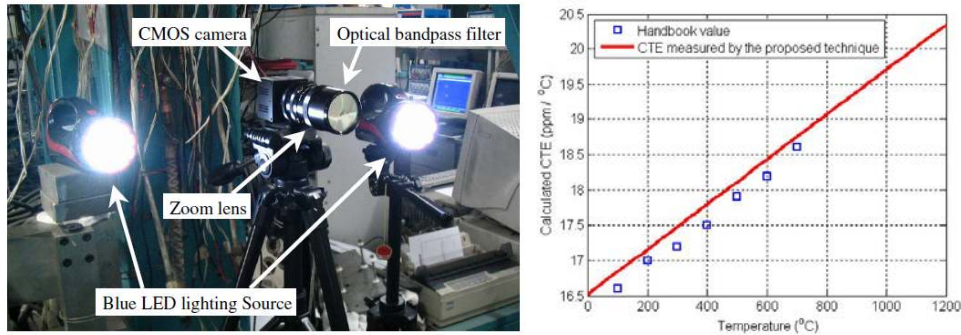 CMOS camera
Optical bandpass filter
Zoom lens
Blue LED lighting Source
20.5
20
19.5
19
18.5
18
17.5
17
16.5
0
200
400
600
800
1000
1200
Calculated CTE (ppm / °C)
Temperature (°C)
Handbook value
CTE measured by the proposed technique